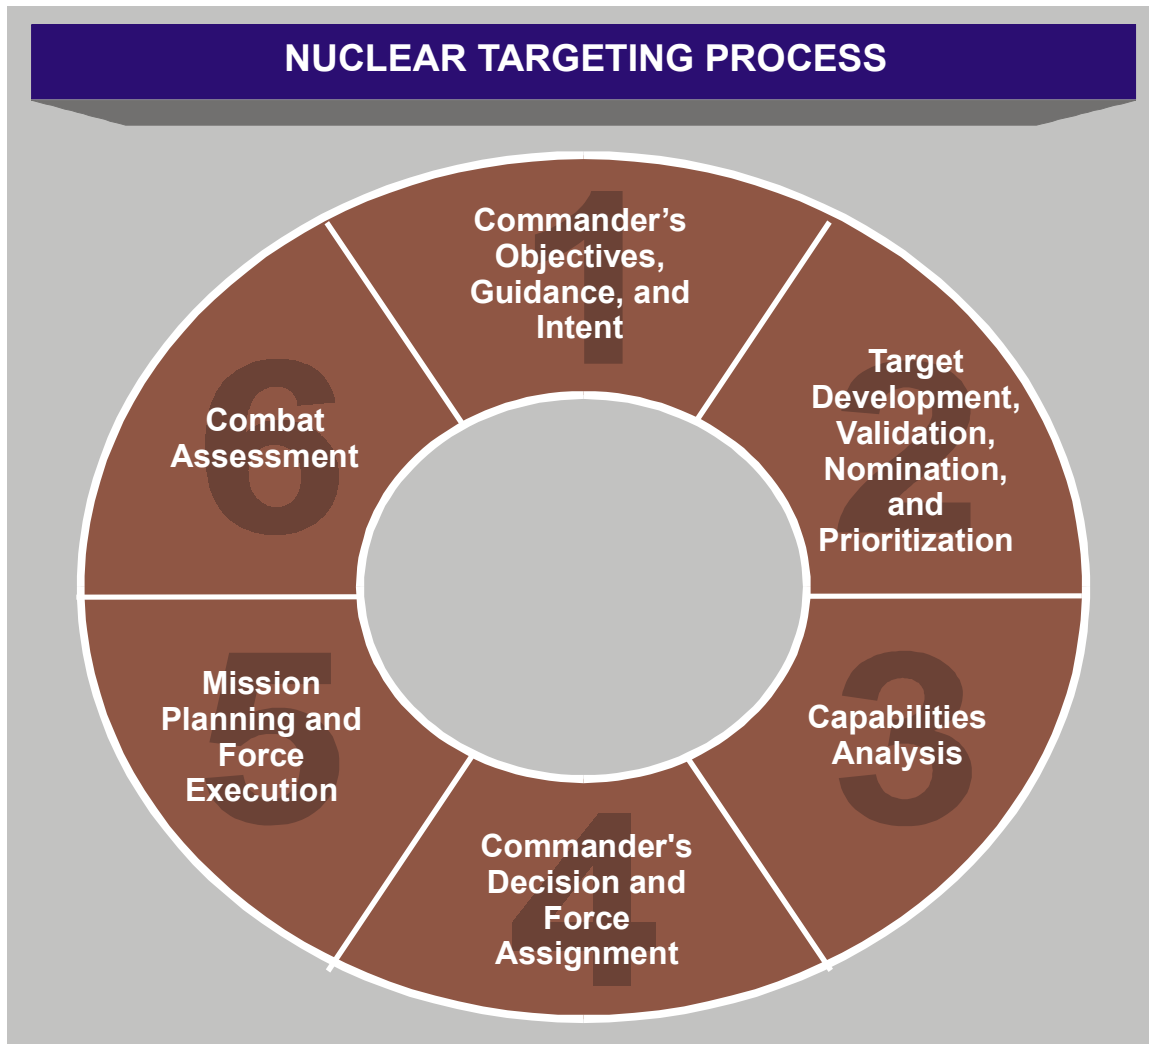 NUCLEAR TARGETING PROCESS
1
Commander’s
Objectives,
Guidance, and
Intent
2
Target
Development,
Validation,
Nomination,
and
Prioritization
3
Capabilities
Analysis
4
Commander's
Decision and
Force
Assignment
5
Mission
Planning and
Force
Execution
6
Combat
Assessment